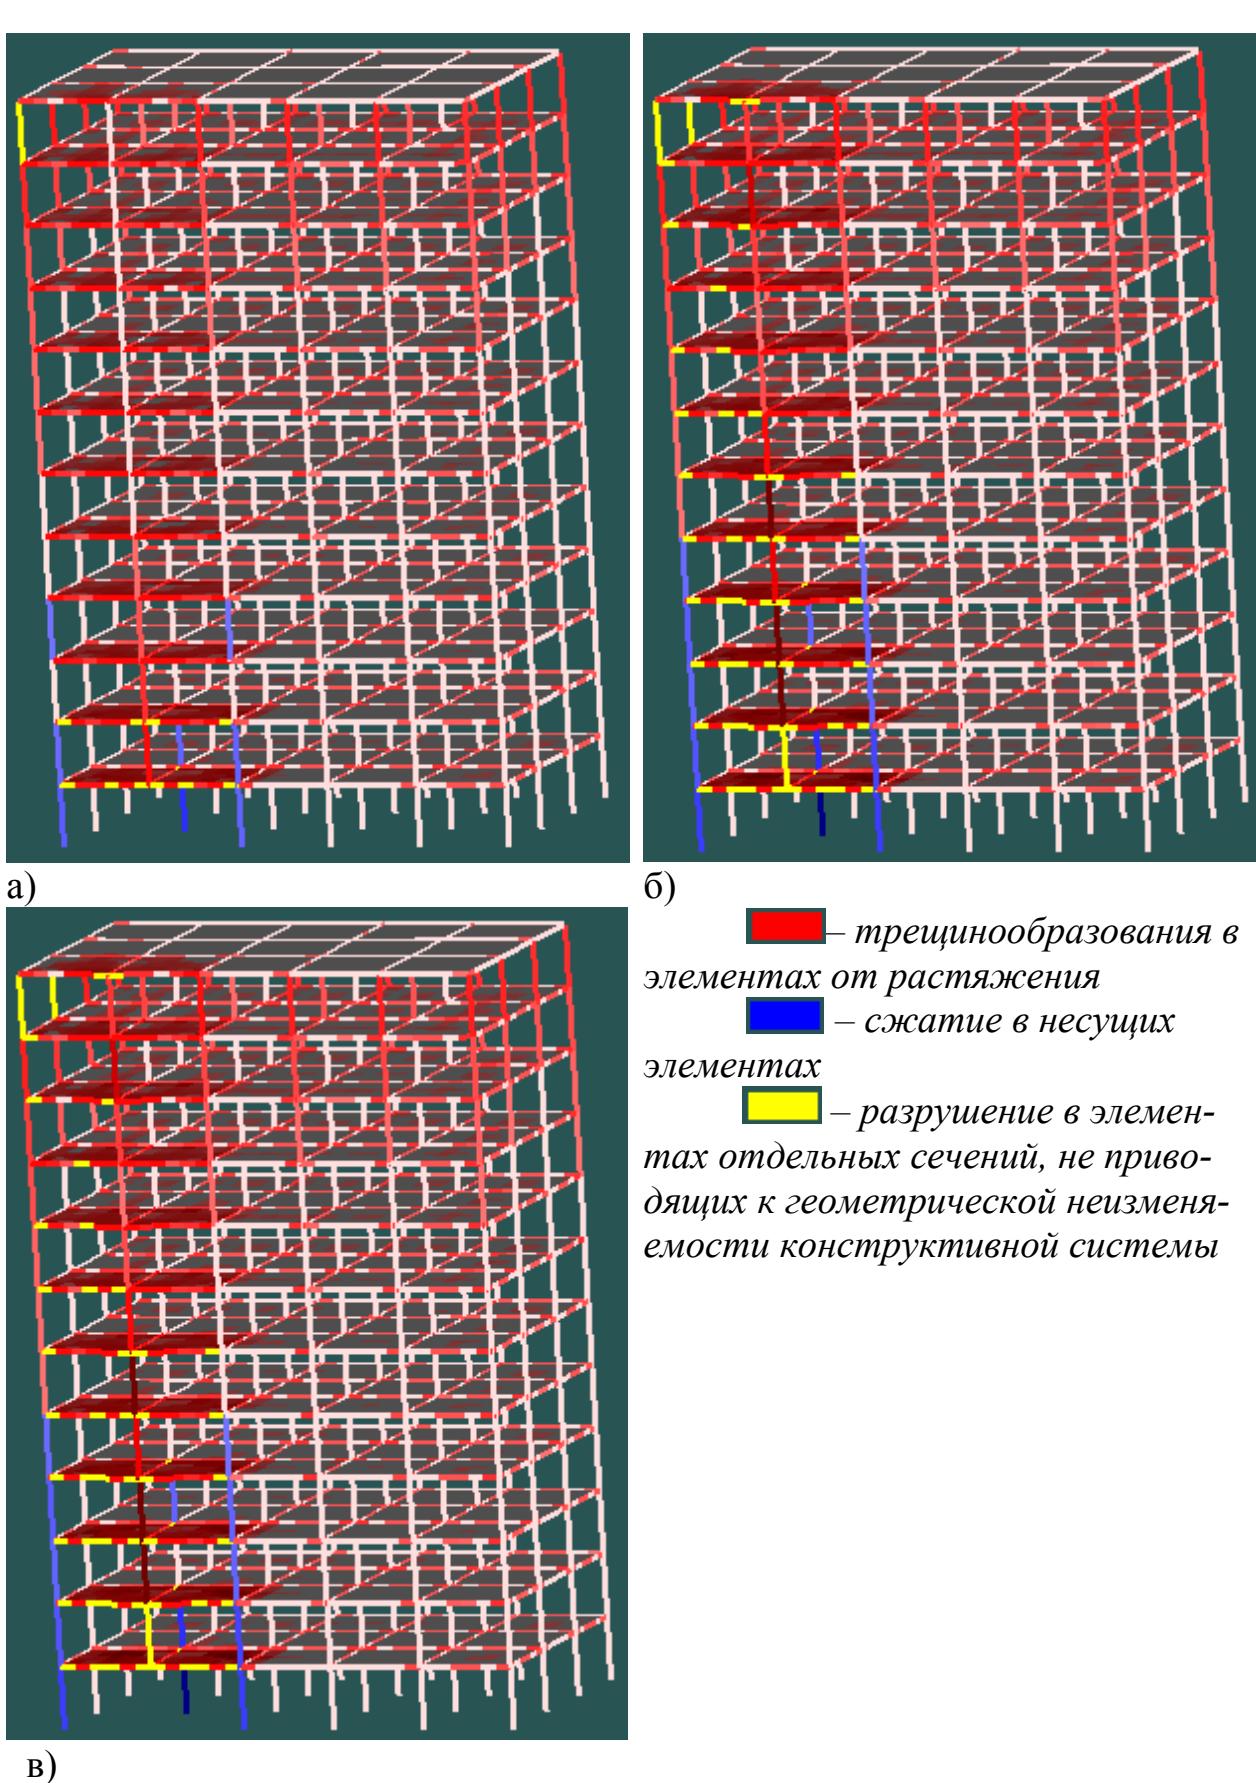 а)
б)
– трещинообразования в
элементах от растяжения
– сжатие в несущих
элементах
– разрушение в элемен-
тах отдельных сечений, не приво-
дящих к геометрической неизменя-
емости конструктивной системы
в)